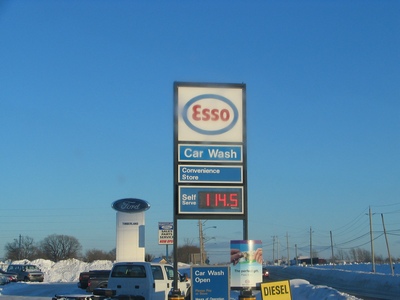 Esso
Car Wash
Convenience
Store
Self
Serve
114.5
Ford
Car Wash
Open
DIESEL